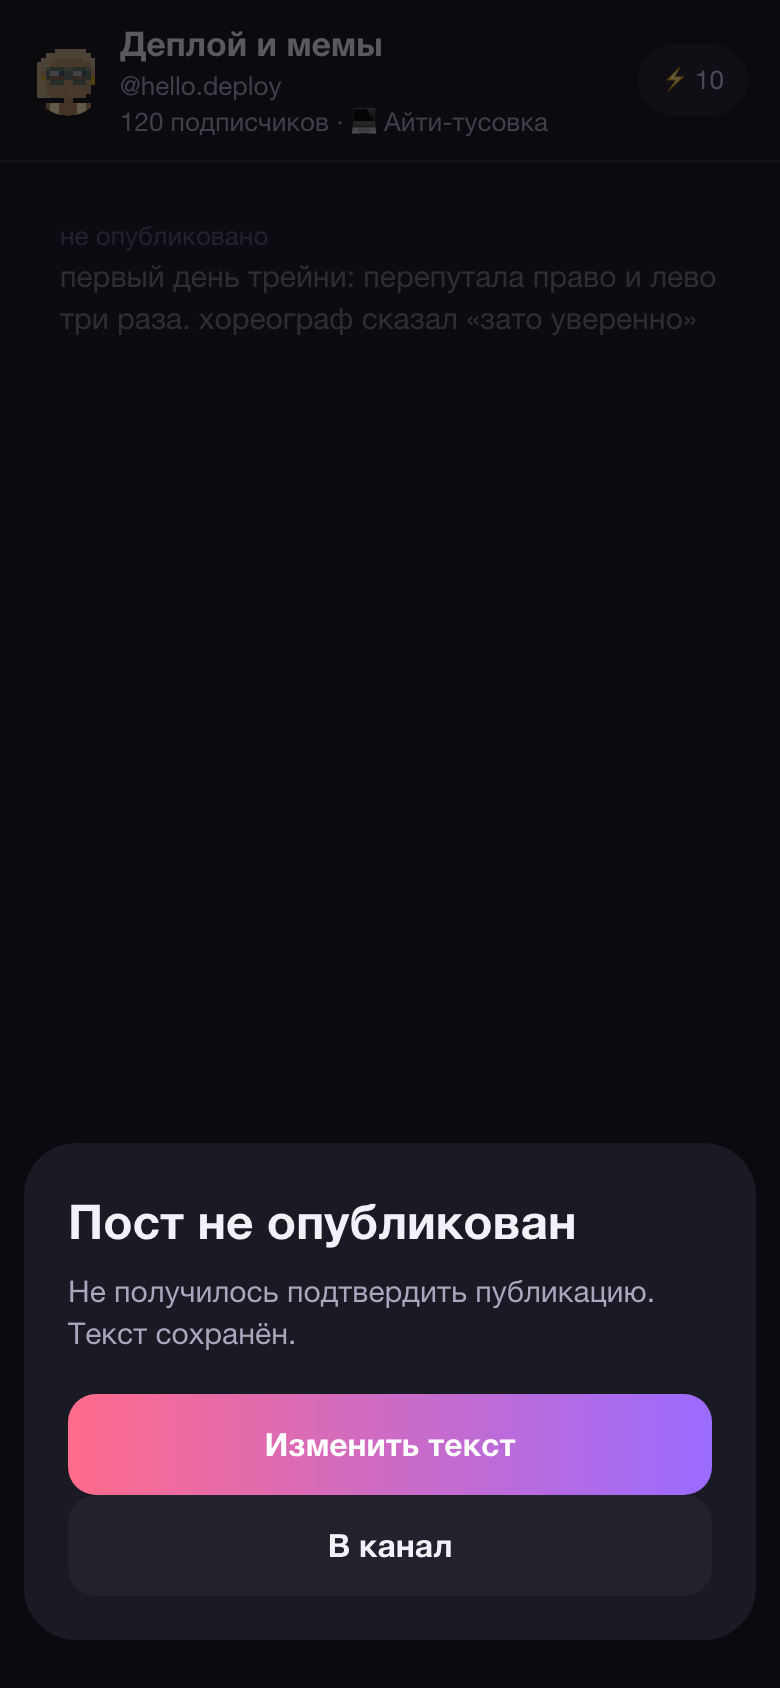 Деплой и мемы
@hello.deploy
120 подписчиков · 💻 Айти-тусовка
⚡ 10
не опубликовано
первый день трейни: перепутала право и лево
три раза. хореограф сказал «зато уверенно»
Пост не опубликован
Не получилось подтвердить публикацию.
Текст сохранён.
Изменить текст
В канал